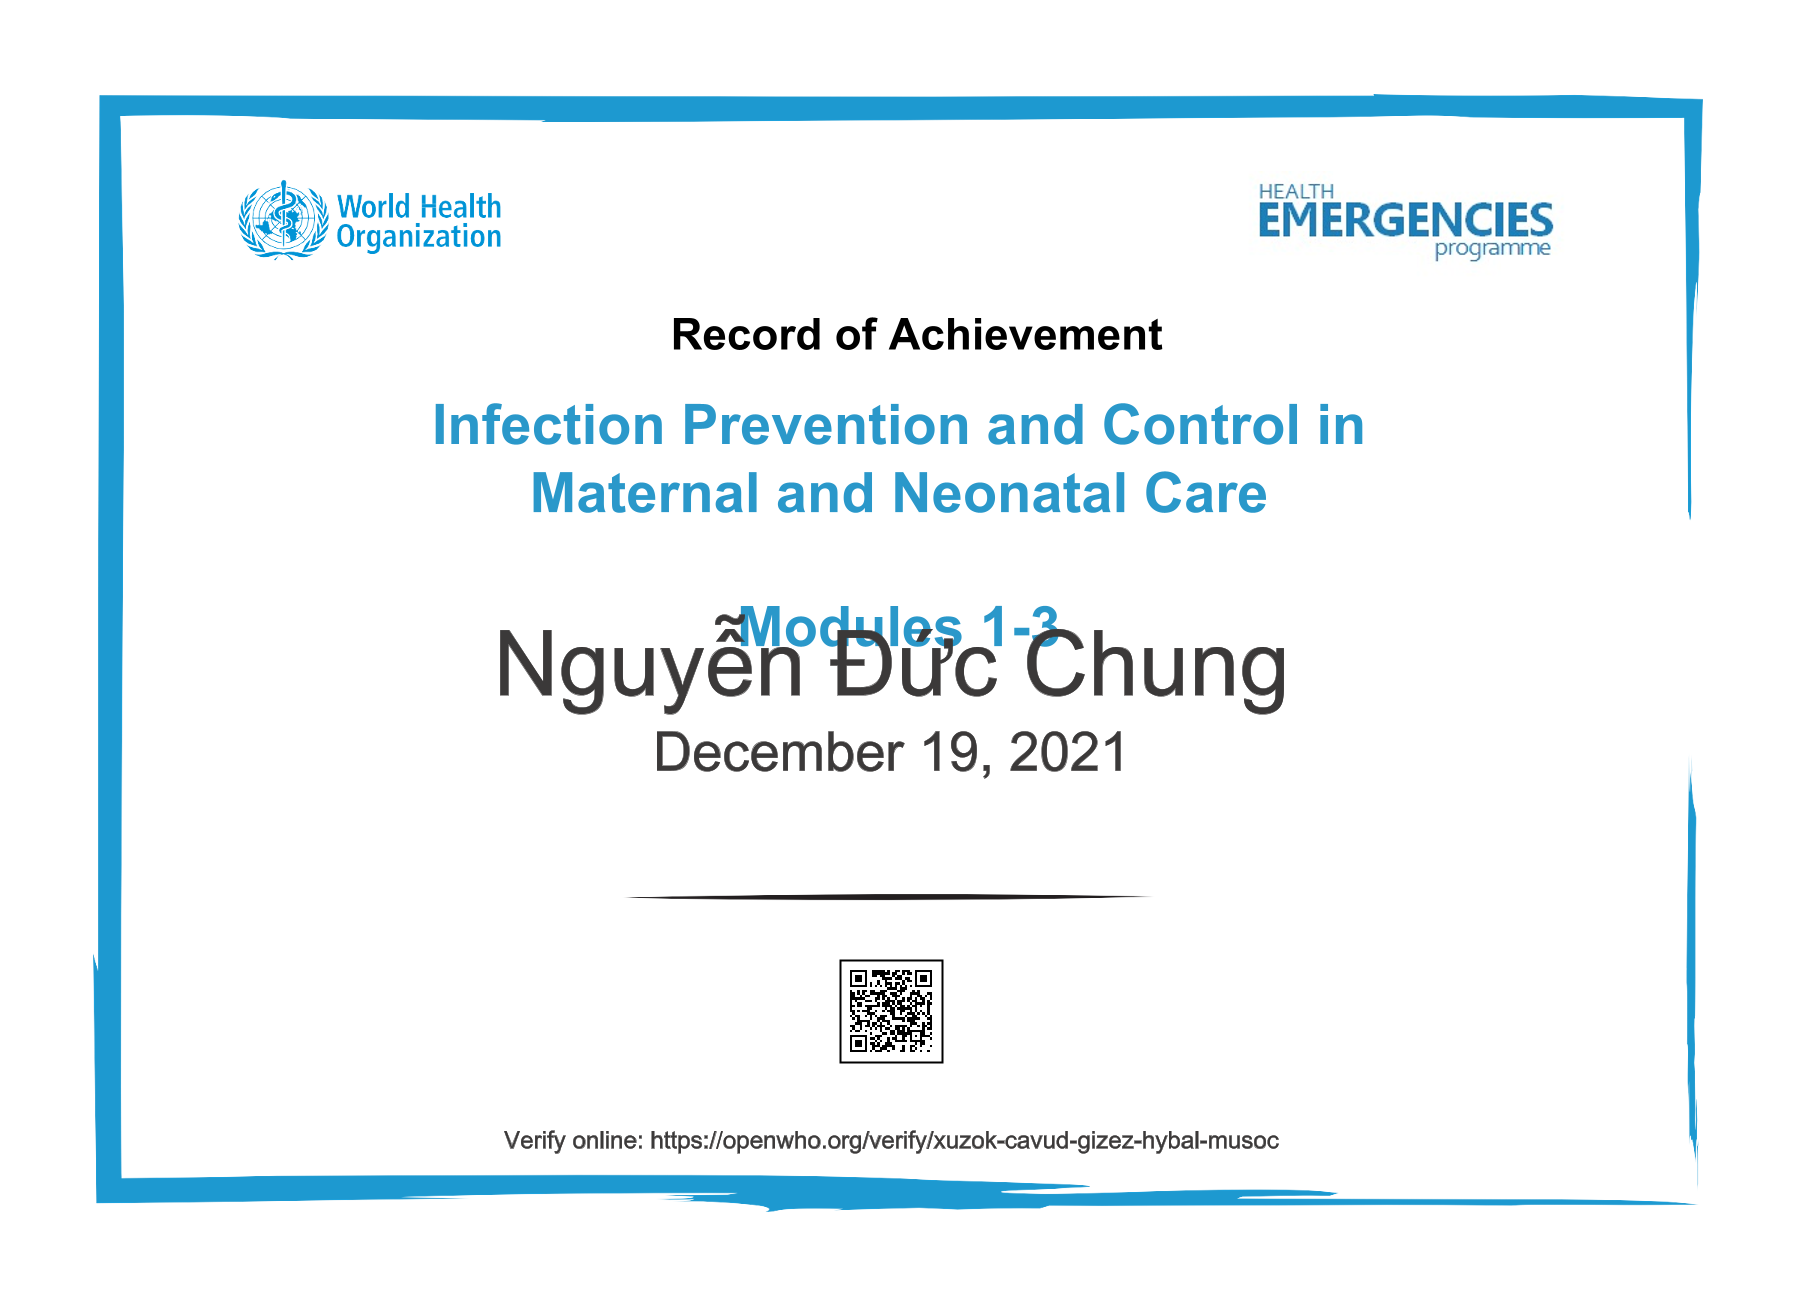 World Health
Organization
HEALTH
EMERGENCIES
programme
Record of Achievement
Infection Prevention and Control in
Maternal and Neonatal Care
Modules 1-3
Nguyễn Đức Chung
December 19, 2021
Verify online: https://openwho.org/verify/xuzok-cavud-gizez-hybal-musoc